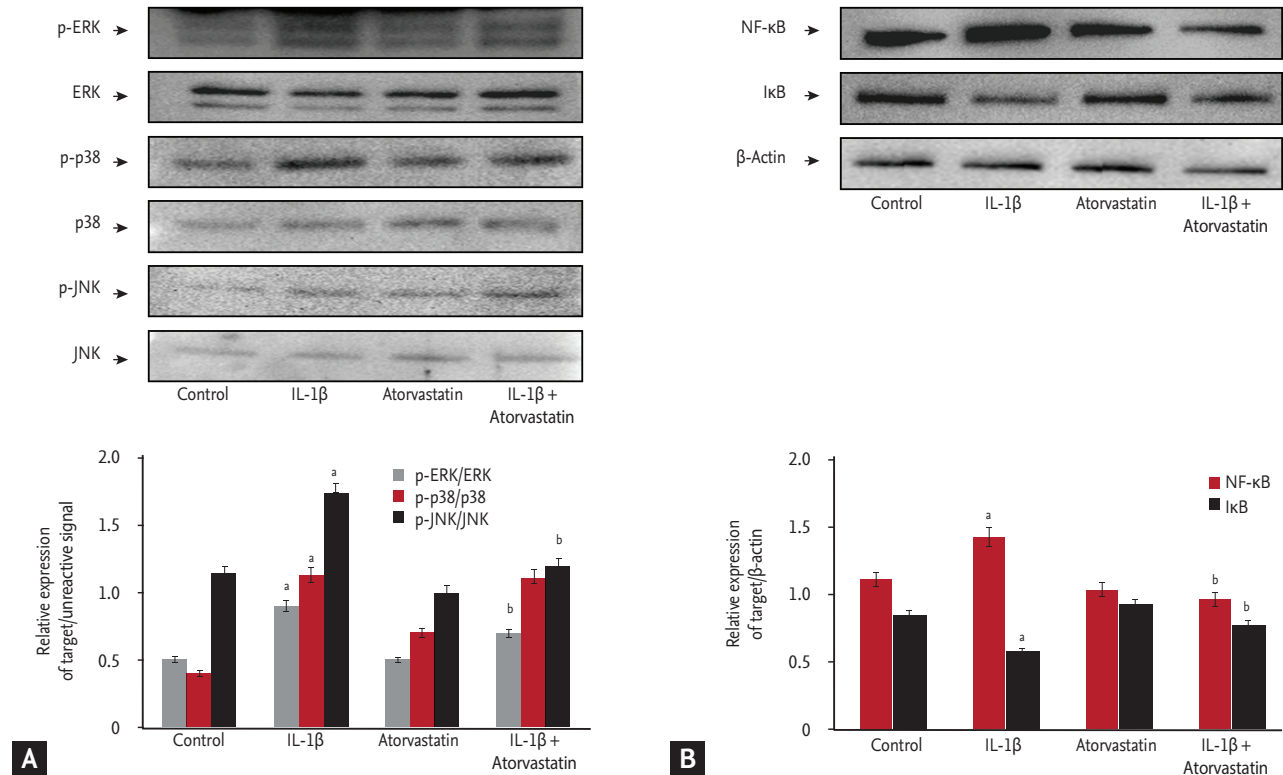 p-ERK
ERK
p-p38
p38
p-JNK
JNK
Control IL-1β Atorvastatin IL-1β +
Atorvastatin
Relative expression
of target/unreactive signal
2.0
1.5
1.0
0.5
0
p-ERK/ERK
p-p38/p38
p-JNK/JNK
a a a
b b
Control IL-1β Atorvastatin IL-1β +
Atorvastatin
A
NF-κB
IκB
β-Actin
Control IL-1β Atorvastatin IL-1β +
Atorvastatin
Relative expression
of target/β-actin
2.0
1.5
1.0
0.5
0
NF-κB
IκB
a a
b b
Control IL-1β Atorvastatin IL-1β +
Atorvastatin
B